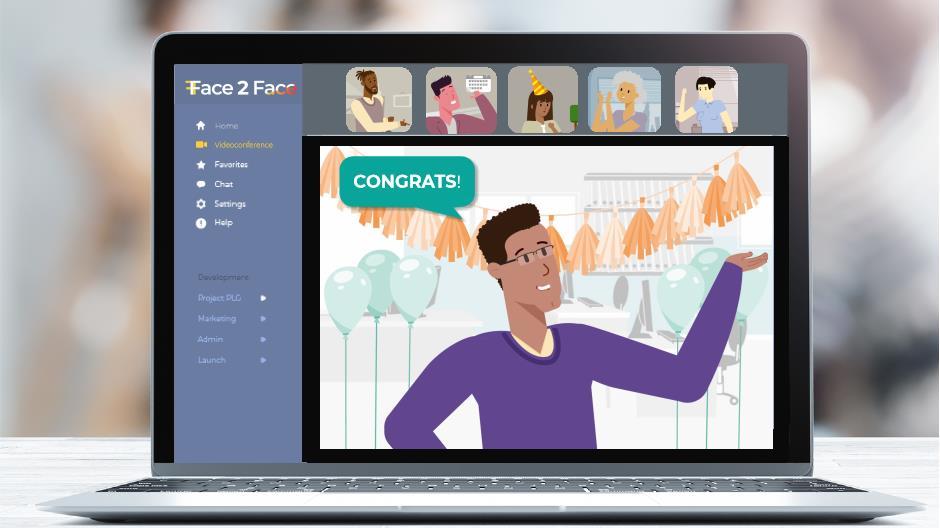 Face 2 Face
Home
Videoconference
Favorites
Chat
Settings
Help
Development
Project PLG
Marketing
Admin
Launch
CONGRATS!